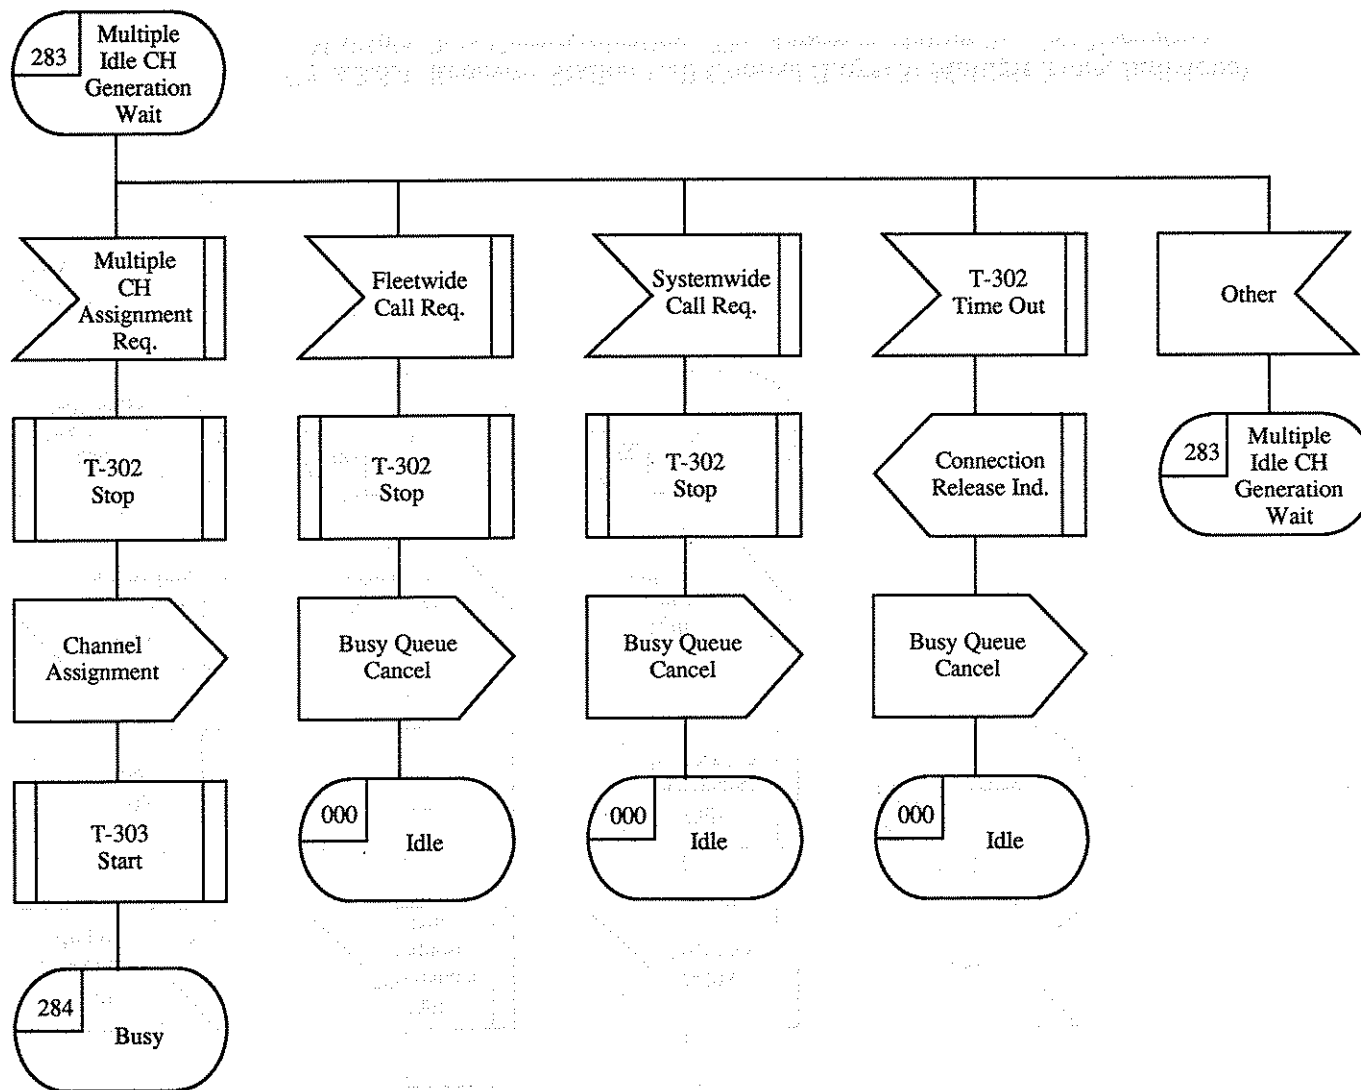 283
Multiple
Idle CH
Generation
Wait
Multiple
CH
Assignment
Req.
Fleetwide
Call Req.
Systemwide
Call Req.
T-302
Time Out
Other
T-302
Stop
T-302
Stop
T-302
Stop
Connection
Release Ind.
283
Multiple
Idle CH
Generation
Wait
Channel
Assignment
Busy Queue
Cancel
Busy Queue
Cancel
Busy Queue
Cancel
T-303
Start
000
Idle
000
Idle
000
Idle
284
Busy